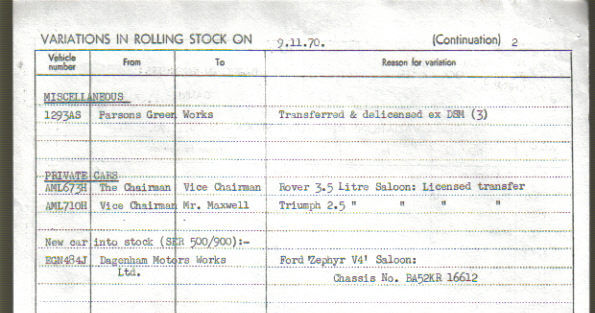 VARIATIONS IN ROLLING STOCK ON 9.11.70. (Continuation) 2
Vehicle number From To Reason for variation
MISCELLANEOUS
1293AS Parsons Green Works Transferred & delicensed ex DSM (3)
PRIVATE CARS
AML673H The Chairman Vice Chairman Rover 3.5 Litre Saloon: Licensed transfer
AML710H Vice Chairman Mr. Maxwell Triumph 2.5 " " " "
New car into stock (SER 500/900):-
EGN484J Dagenham Motors Works Ford 'Zephyr V4' Saloon:
Ltd. Chassis No. BA52KR 16612